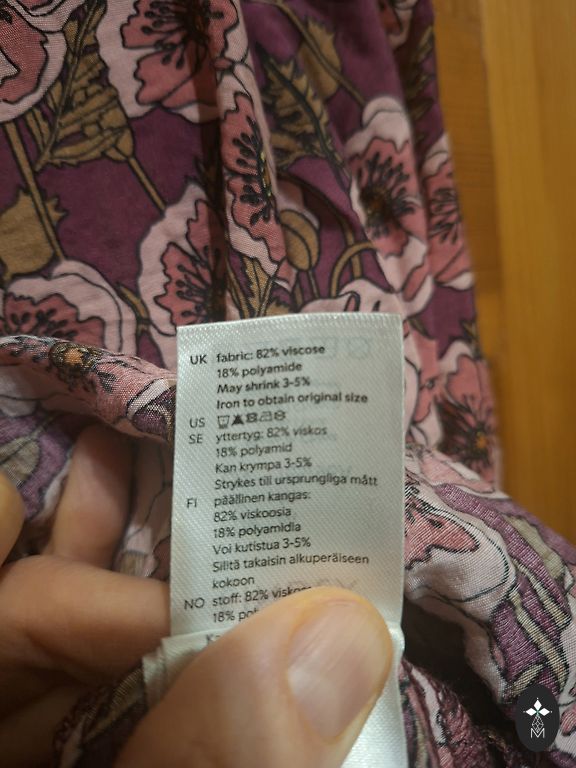 UK fabric: 82% viscose
18% polyamide
May shrink 3-5%
Iron to obtain original size
US
SE yttertyg: 82% viskos
18% polyamid
Kan krympa 3-5%
Strykes till ursprungliga mått
FI päällinen kangas:
82% viskoosia
18% polyamidia
Voi kutistua 3-5%
Silitä takaisin alkuperäiseen
kokoon
NO stoff: 82%
18%